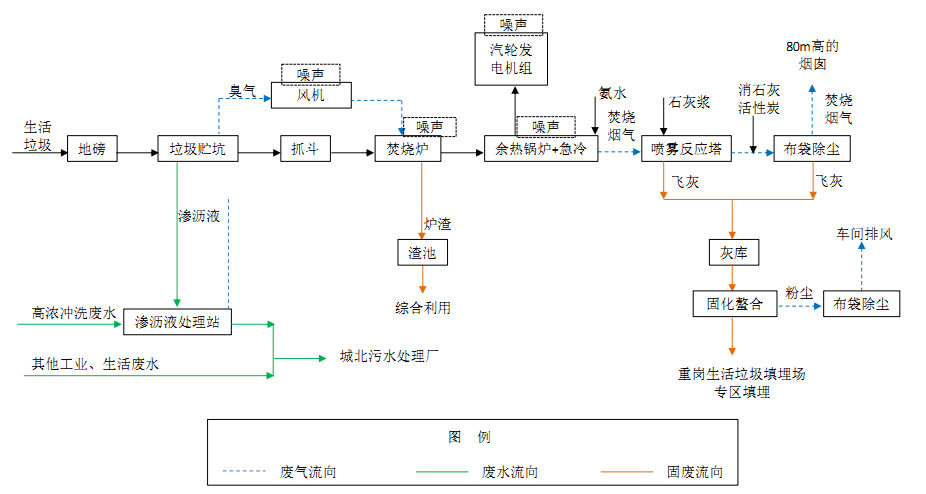 噪声
汽轮发
电机组
80m高的
烟囱
噪声
风机
臭气
氨水
石灰浆
消石灰
活性炭
焚烧
烟气
焚烧
烟气
生活
垃圾
地磅
垃圾贮坑
抓斗
噪声
焚烧炉
噪声
余热锅炉+急冷
喷雾反应塔
布袋除尘
飞灰
飞灰
渗沥液
炉渣
渣池
灰库
车间排风
综合利用
固化螯合
粉尘
布袋除尘
高浓冲洗废水
渗沥液处理站
其他工业、生活废水
城北污水处理厂
重岗生活垃圾填埋场
专区填埋
图 例
废气流向
废水流向
固废流向